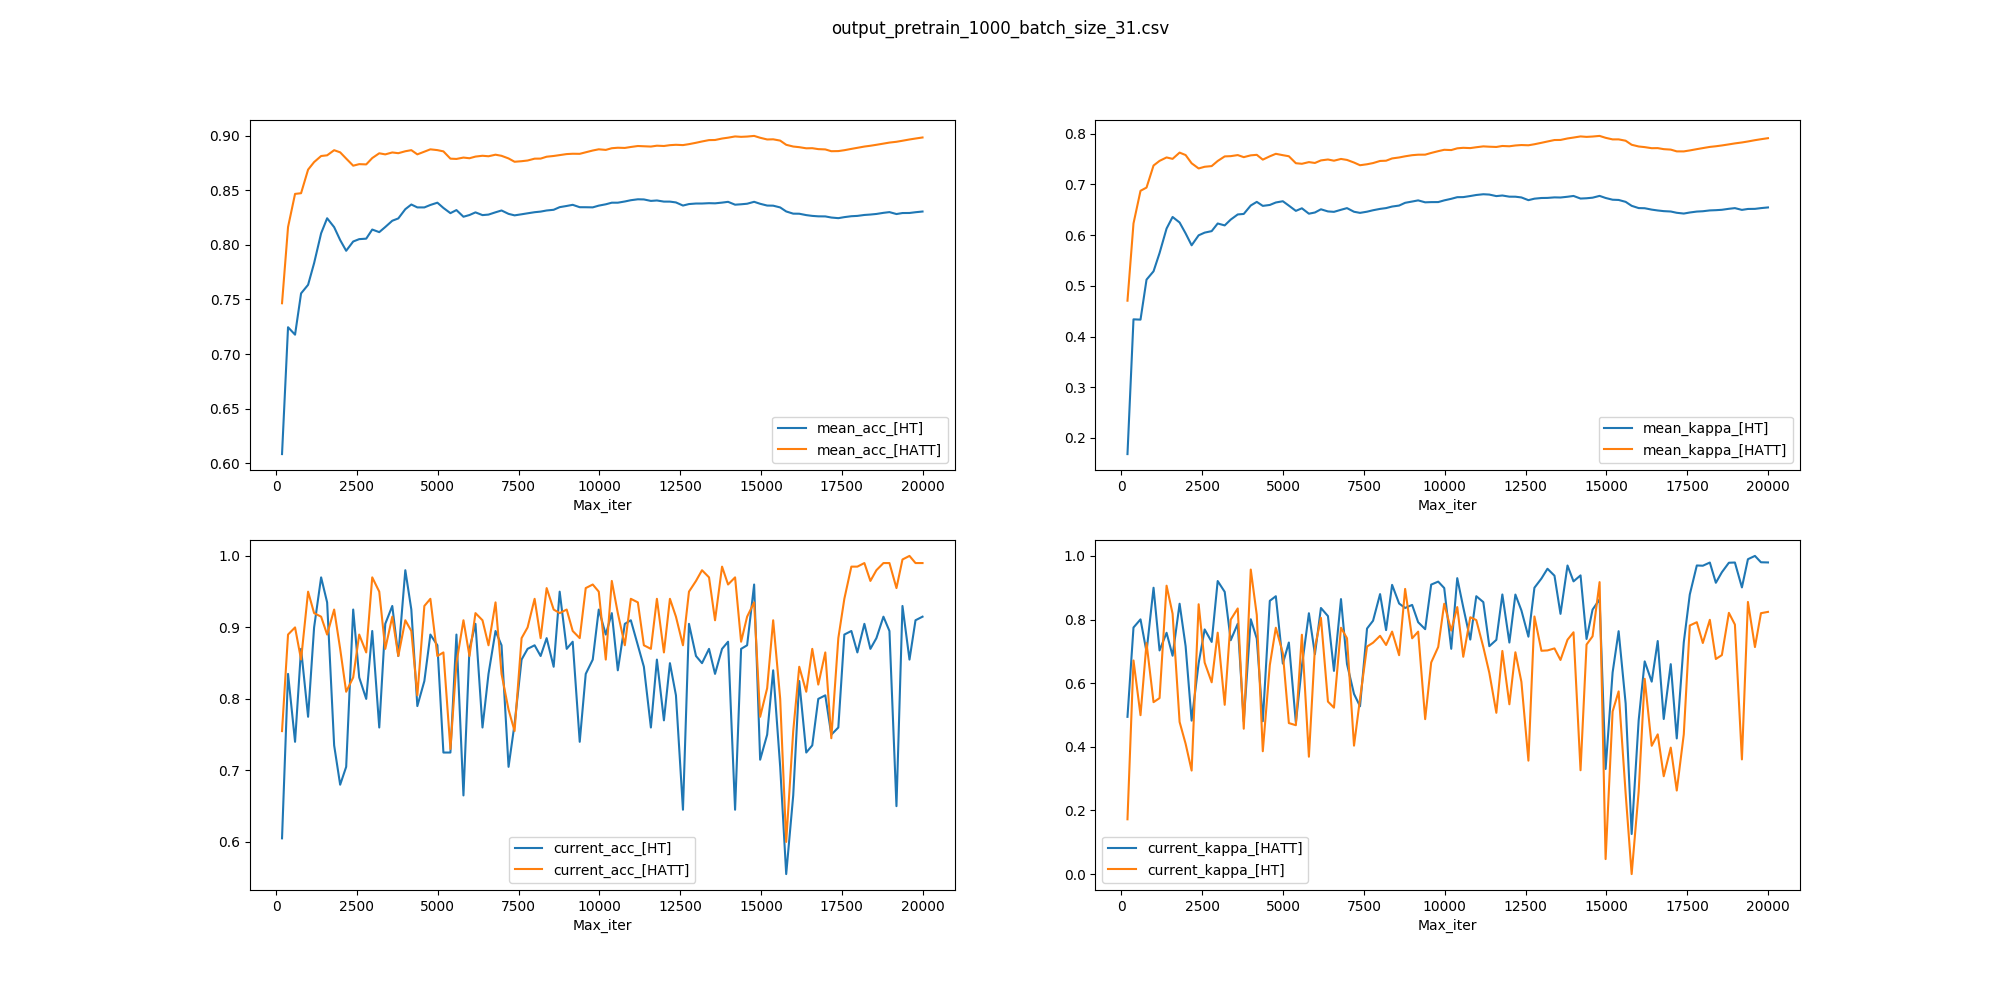 output_pretrain_1000_batch_size_31.csv
0.90
0.85
0.80
0.75
0.70
0.65
0.60
mean_acc_[HT]
mean_acc_[HATT]
0 2500 5000 7500 10000 12500 15000 17500 20000
Max_iter
0.8
0.7
0.6
0.5
0.4
0.3
0.2
mean_kappa_[HT]
mean_kappa_[HATT]
0 2500 5000 7500 10000 12500 15000 17500 20000
Max_iter
1.0
0.9
0.8
0.7
0.6
current_acc_[HT]
current_acc_[HATT]
0 2500 5000 7500 10000 12500 15000 17500 20000
Max_iter
1.0
0.8
0.6
0.4
0.2
0.0
current_kappa_[HATT]
current_kappa_[HT]
0 2500 5000 7500 10000 12500 15000 17500 20000
Max_iter